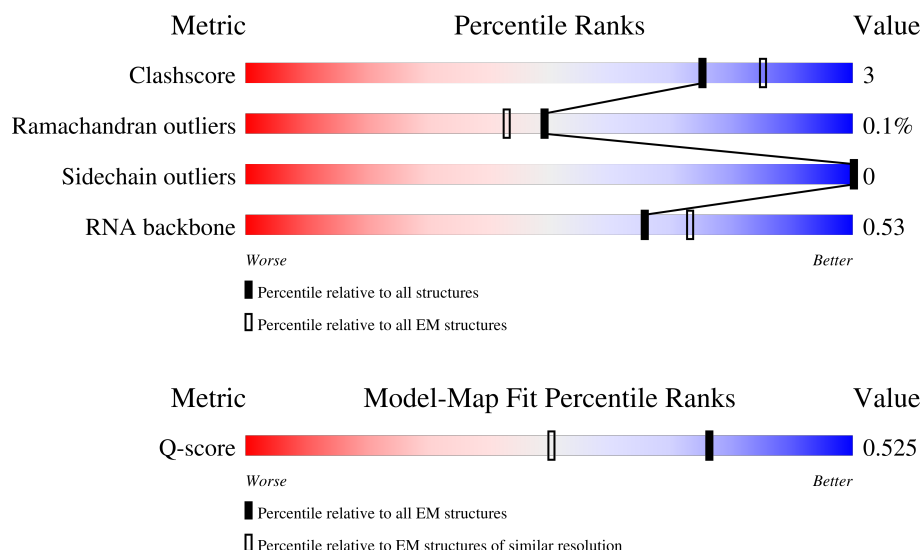 Metric Percentile Ranks Value
Clashscore 3
Ramachandran outliers 0.1%
Sidechain outliers 0
RNA backbone 0.53
Worse Better
Percentile relative to all structures
Percentile relative to all EM structures
Metric Model-Map Fit Percentile Ranks Value
Q-score 0.525
Worse Better
Percentile relative to all EM structures
Percentile relative to EM structures of similar resolution